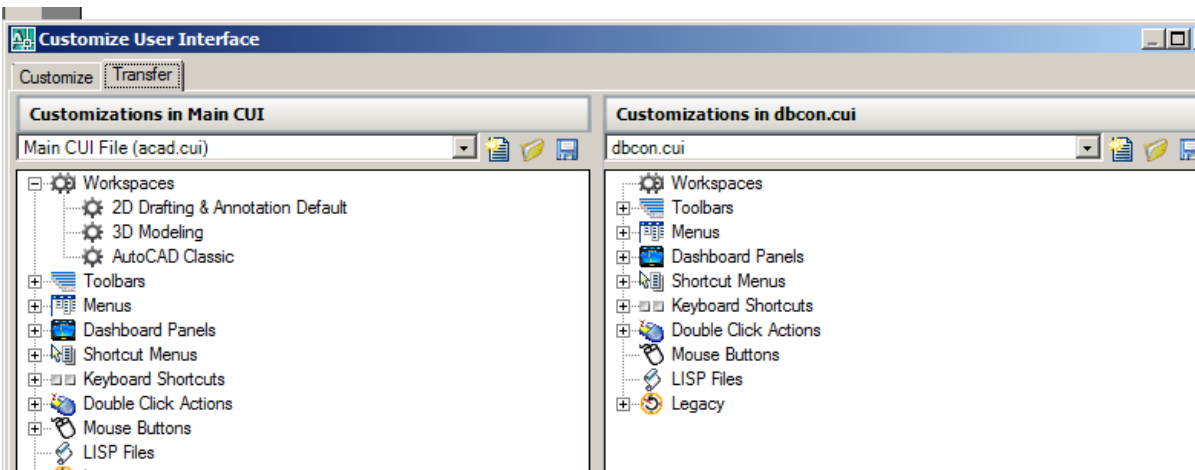 Customize User Interface
Customize Transfer
Customizations in Main CUI
Main CUI File (acad.cui)
Workspaces
2D Drafting & Annotation Default
3D Modeling
AutoCAD Classic
Toolbars
Menus
Dashboard Panels
Shortcut Menus
Keyboard Shortcuts
Double Click Actions
Mouse Buttons
LISP Files
Customizations in dbcon.cui
dbcon.cui
Workspaces
Toolbars
Menus
Dashboard Panels
Shortcut Menus
Keyboard Shortcuts
Double Click Actions
Mouse Buttons
LISP Files
Legacy